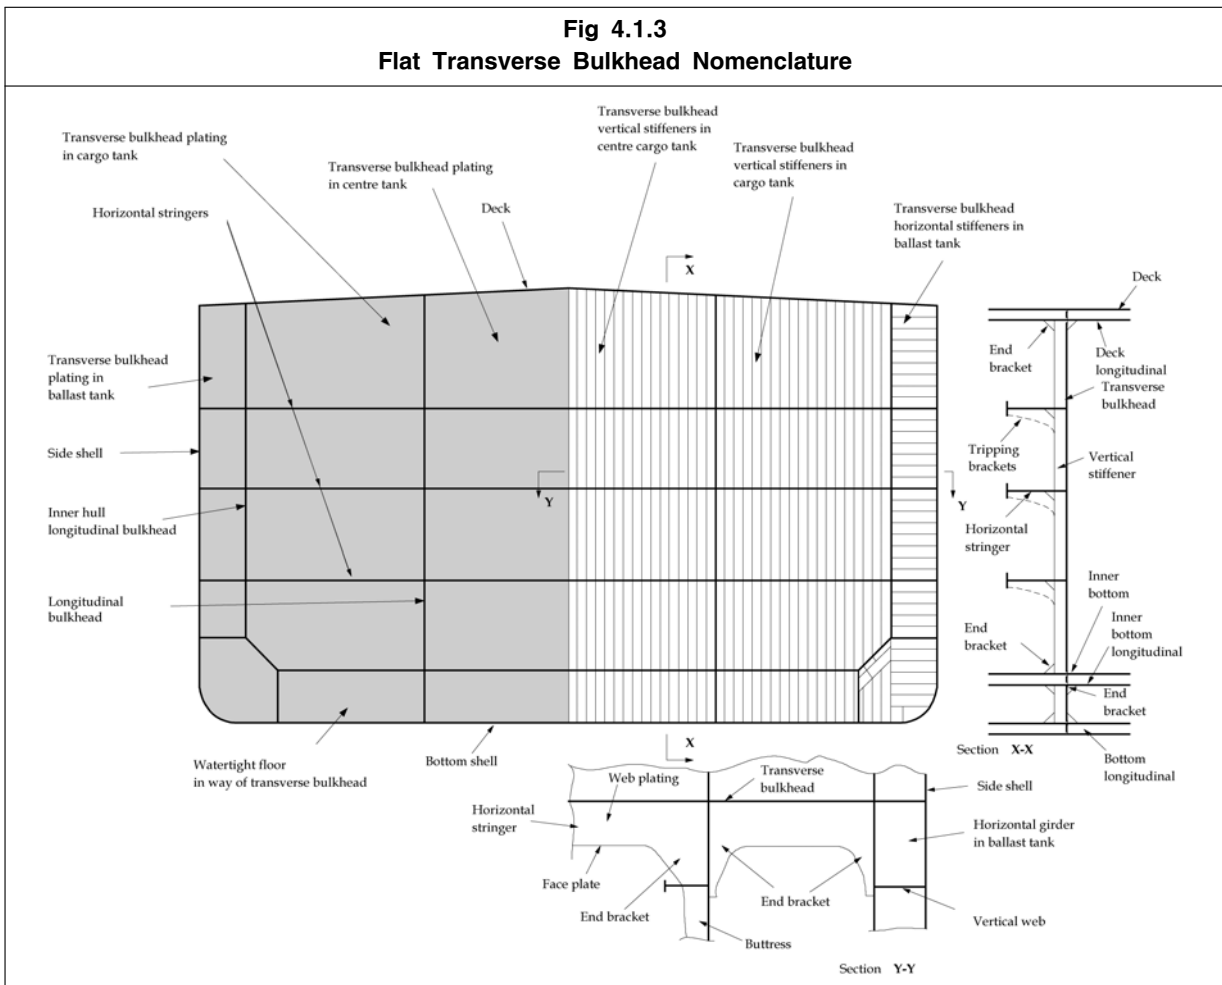 Fig 4.1.3
Flat Transverse Bulkhead Nomenclature
Transverse bulkhead plating
in cargo tank
Transverse bulkhead plating
in centre tank
Transverse bulkhead
vertical stiffeners in
centre cargo tank
Transverse bulkhead
vertical stiffeners in
cargo tank
Horizontal stringers
Deck
Transverse bulkhead
horizontal stiffeners in
ballast tank
X
Deck
Transverse bulkhead
plating in
ballast tank
End
bracket
Deck
longitudinal
Transverse
bulkhead
Side shell
Tripping
brackets
Vertical
stiffener
Y
Y
Inner hull
longitudinal bulkhead
Horizontal
stringer
Longitudinal
bulkhead
Inner
bottom
End
bracket
Inner
bottom
longitudinal
End
bracket
Watertight floor
in way of transverse bulkhead
Bottom shell
X
Section X-X
Bottom
longitudinal
Web plating
Transverse
bulkhead
Side shell
Horizontal
stringer
Horizontal girder
in ballast tank
Face plate
End bracket
End bracket
Vertical web
Buttress
Section Y-Y